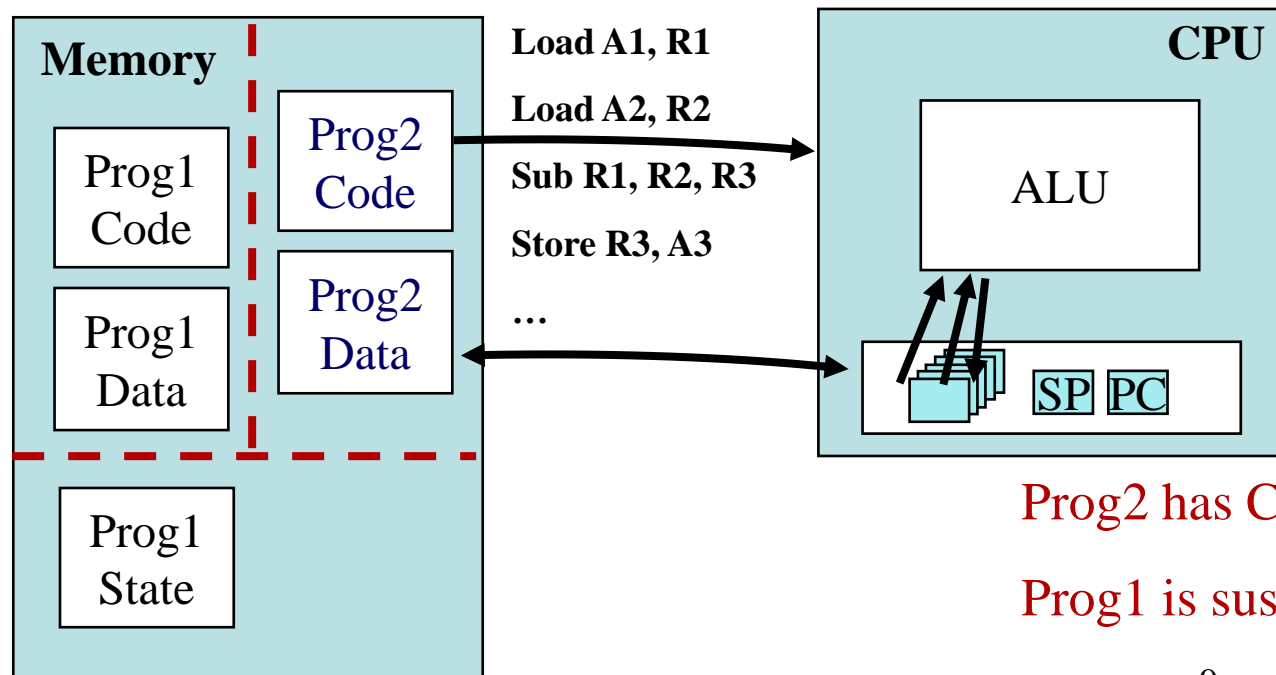 Memory
Prog1
Code
Prog1
Data
Prog2
Code
Prog2
Data
Prog1
State
Load A1, R1
Load A2, R2
Sub R1, R2, R3
Store R3, A3
…
CPU
ALU
SP PC
Prog2 has C
Prog1 is sus